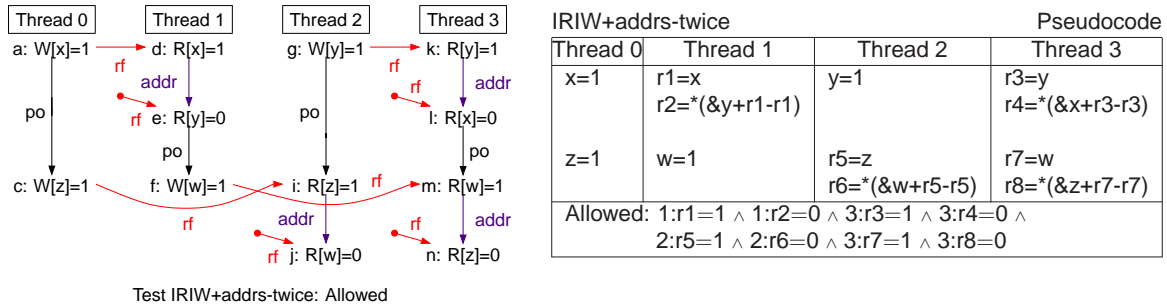 Thread 0 Thread 1 Thread 2 Thread 3
a: W[x]=1 d: R[x]=1 g: W[y]=1 k: R[y]=1
rf rf
addr addr
rf rf
po rf e: R[y]=0 po rf l: R[x]=0
po po
c: W[z]=1 f: W[w]=1 i: R[z]=1 rf m: R[w]=1
rf addr rf addr
rf j: R[w]=0 rf n: R[z]=0
Test IRIW+addrs-twice: Allowed
IRIW+addrs-twice Pseudocode
Thread 0 Thread 1 Thread 2 Thread 3
x=1 r1=x y=1 r3=y
r2=*(&y+r1-r1) r4=*(&x+r3-r3)
z=1 w=1 r5=z r7=w
r6=*(&w+r5-r5) r8=*(&z+r7-r7)
Allowed: 1:r1=1 ∧ 1:r2=0 ∧ 3:r3=1 ∧ 3:r4=0 ∧
2:r5=1 ∧ 2:r6=0 ∧ 3:r7=1 ∧ 3:r8=0